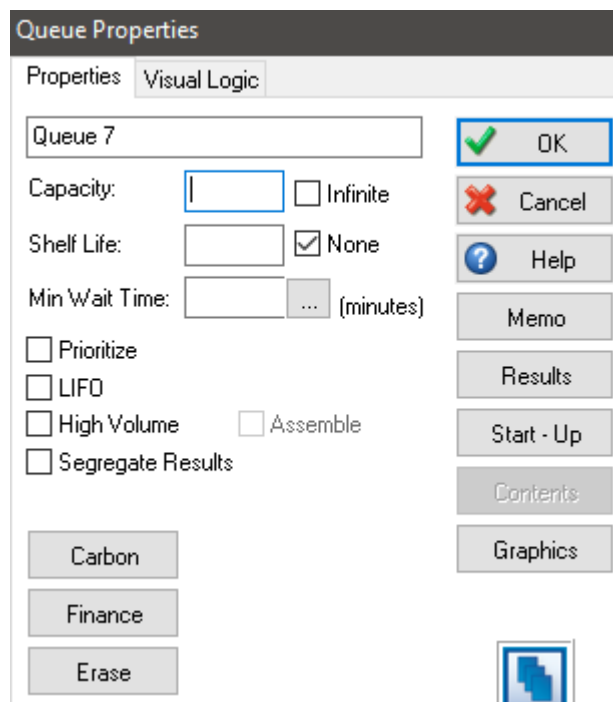 Queue Properties
Properties Visual Logic
Queue 7
OK
Capacity: Infinite
Cancel
Shelf Life: None
Help
Min Wait Time: ... (minutes)
Memo
Prioritize
Results
LIFO
High Volume Assemble
Start - Up
Segregate Results
Contents
Graphics
Carbon
Finance
Erase